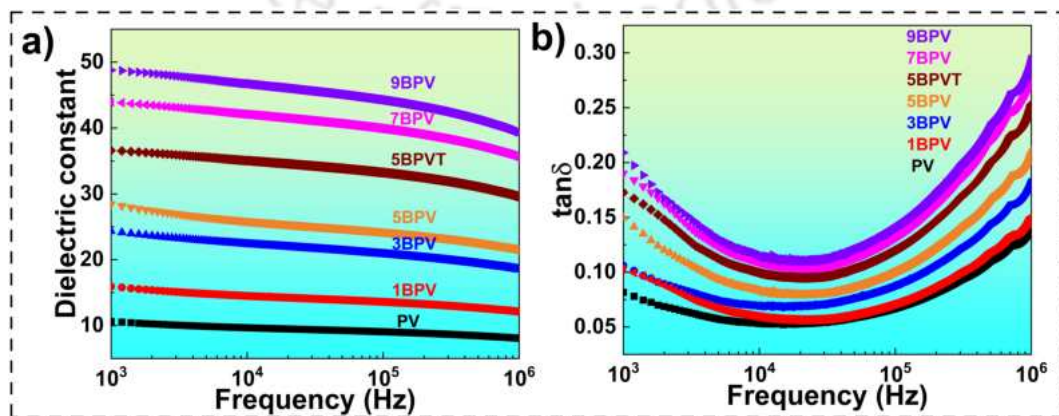 a)
Dielectric constant
50
40
30
20
10
9BPV
7BPV
5BPVT
5BPV
3BPV
1BPV
PV
10³ 10⁴ 10⁵ 10⁶
Frequency (Hz)
b)
tanδ
0.30
0.25
0.20
0.15
0.10
0.05
9BPV
7BPV
5BPVT
5BPV
3BPV
1BPV
PV
10³ 10⁴ 10⁵ 10⁶
Frequency (Hz)